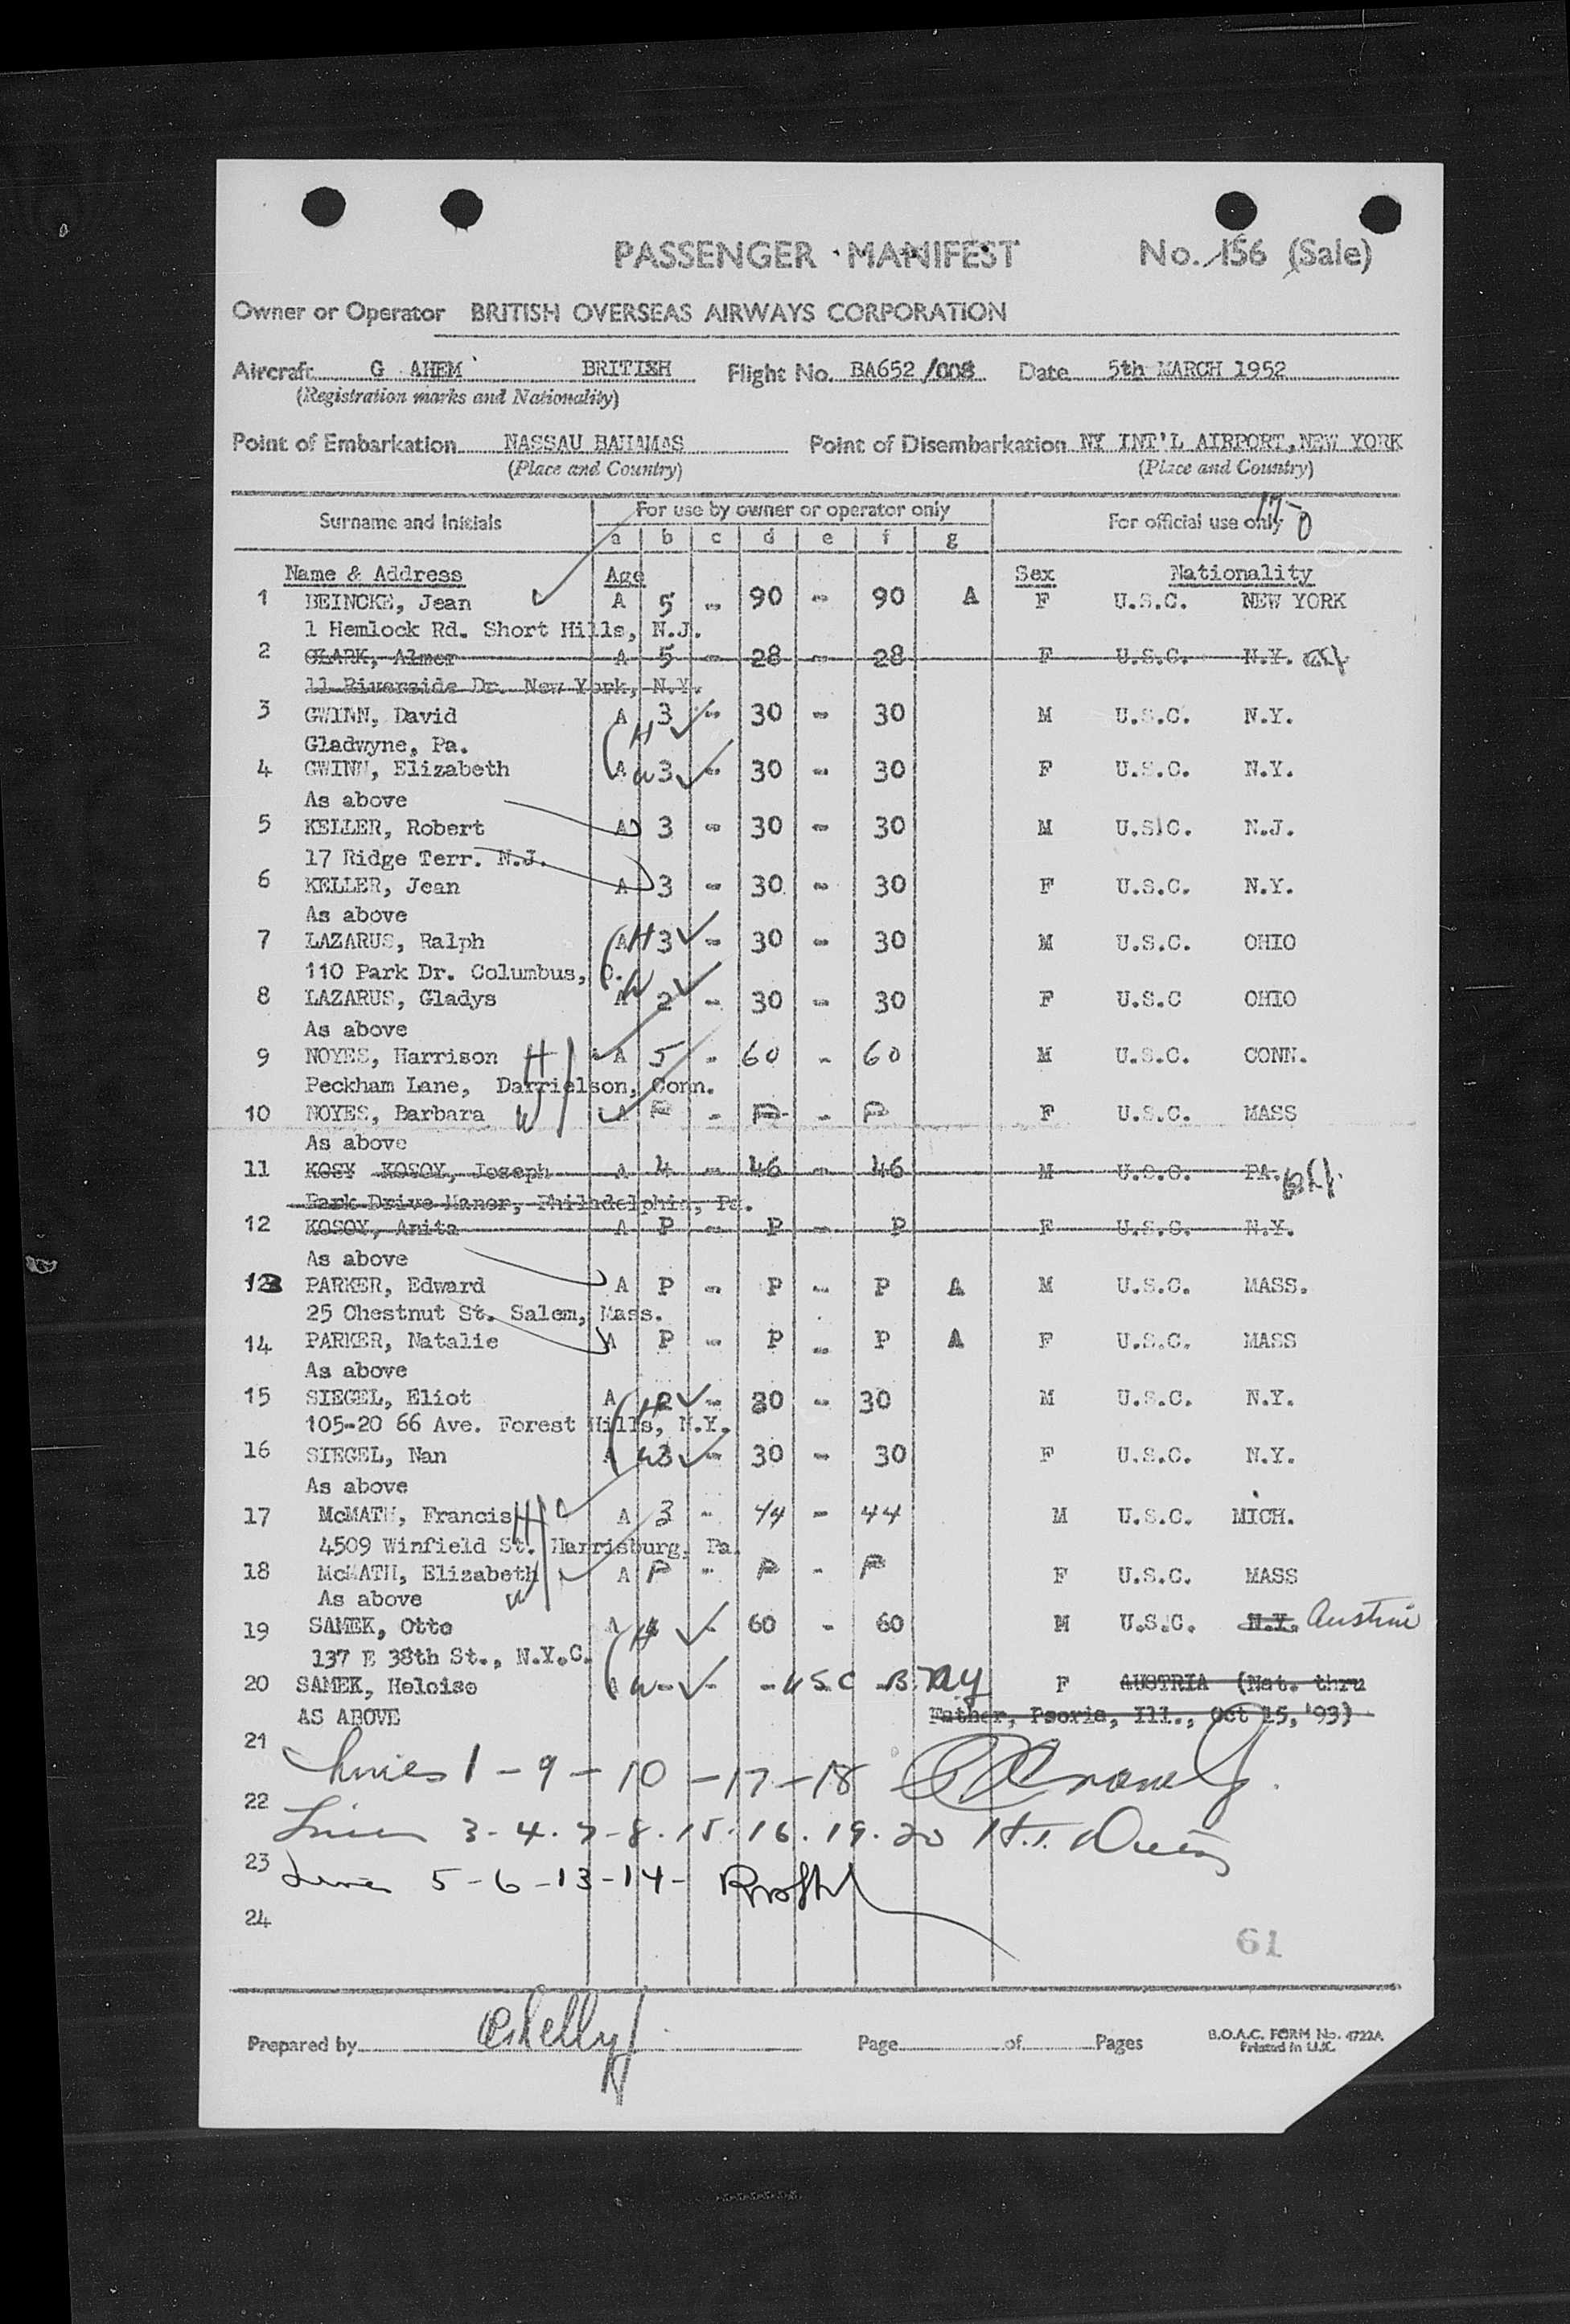 PASSENGER MANIFEST No. 156 (Sale)
Owner or Operator BRITISH OVERSEAS AIRWAYS CORPORATION
Aircraft G AHEM BRITISH Flight No. BA652/008 Date 5th MARCH 1952
(Registration marks and Nationality)
Point of Embarkation NASSAU BAHAMAS Point of Disembarkation NY INT'L AIRPORT, NEW YORK
(Place and Country) (Place and Country)
17-0
Surname and Initials For use by owner or operator only For official use only
a b c d e f g
Name & Address Age Sex Nationality
1 BEINCKE, Jean A 5 - 90 - 90 A F U.S.C. NEW YORK
1 Hemlock Rd. Short Hills, N.J.
2 CLARK, Almer A 5 - 28 - 28 F U.S.C. N.Y.
11 Riverside Dr. New York, N.Y.
3 GWINN, David A 3 - 30 - 30 M U.S.C. N.Y.
Gladwyne, Pa. H
4 GWINN, Elizabeth A W 3 - 30 - 30 F U.S.C. N.Y.
As above
5 KELLER, Robert A 3 - 30 - 30 M U.S.C. N.J.
17 Ridge Terr. N.J.
6 KELLER, Jean A 3 - 30 - 30 F U.S.C. N.Y.
As above
7 LAZARUS, Ralph A H 3 - 30 - 30 M U.S.C. OHIO
110 Park Dr. Columbus, O. W
8 LAZARUS, Gladys A 2 - 30 - 30 F U.S.C OHIO
As above
9 NOYES, Harrison H A 5 - 60 - 60 M U.S.C. CONN.
Peckham Lane, Darrielson, Conn.
10 NOYES, Barbara W A P - P - P F U.S.C. MASS
As above
11 KOSY KOSOY, Joseph A 4 - 46 - 46 M U.S.C. PA.
Park Drive Manor, Philadelphia, Pa.
12 KOSOY, Anita A P - P - P F U.S.C. N.Y.
As above
13 PARKER, Edward A P - P - P A M U.S.C. MASS.
25 Chestnut St. Salem, Mass.
14 PARKER, Natalie A P - P - P A F U.S.C. MASS
As above
15 SIEGEL, Eliot A H 2 - 30 - 30 M U.S.C. N.Y.
105-20 66 Ave. Forest Hills, N.Y.
16 SIEGEL, Nan A W 3 - 30 - 30 F U.S.C. N.Y.
As above
17 McMATH, Francis H A 3 - 44 - 44 M U.S.C. MICH.
4509 Winfield St. Harrisburg, Pa.
18 McMATH, Elizabeth W A P - P - P F U.S.C. MASS
As above
19 SAMEK, Otto A H - 60 - 60 M U.S.C. N.Y. Austria
137 E 38th St., N.Y.C.
20 SAMEK, Heloise A W - - - USC - B. NY F AUSTRIA (Nat. thru
AS ABOVE Father, Peoria, Ill., Oct 15, '93)
21 Lines 1 - 9 - 10 - 17 - 18
22 Lines 3-4-7-8-15-16-19-20
23 Lines 5-6-13-14-
24
61
Prepared by Page of Pages B.O.A.C. FORM No. 4722A
Printed in U.K.